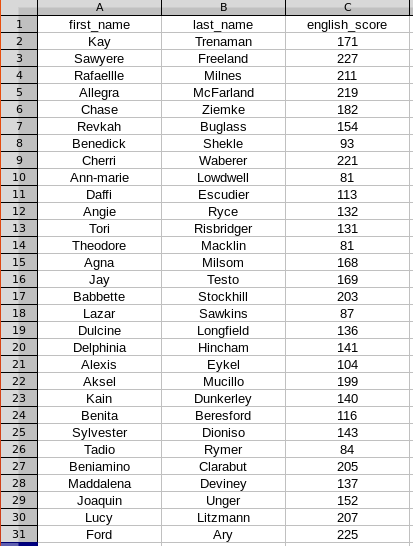 A B C
1 first_name last_name english_score
2 Kay Trenaman 171
3 Sawyere Freeland 227
4 Rafaellle Milnes 211
5 Allegra McFarland 219
6 Chase Ziemke 182
7 Revkah Buglass 154
8 Benedick Shekle 93
9 Cherri Waberer 221
10 Ann-marie Lowdwell 81
11 Daffi Escudier 113
12 Angie Ryce 132
13 Tori Risbridger 131
14 Theodore Macklin 81
15 Agna Milsom 168
16 Jay Testo 169
17 Babbette Stockhill 203
18 Lazar Sawkins 87
19 Dulcine Longfield 136
20 Delphinia Hincham 141
21 Alexis Eykel 104
22 Aksel Mucillo 199
23 Kain Dunkerley 140
24 Benita Beresford 116
25 Sylvester Dioniso 143
26 Tadio Rymer 84
27 Beniamino Clarabut 205
28 Maddalena Deviney 137
29 Joaquin Unger 152
30 Lucy Litzmann 207
31 Ford Ary 225